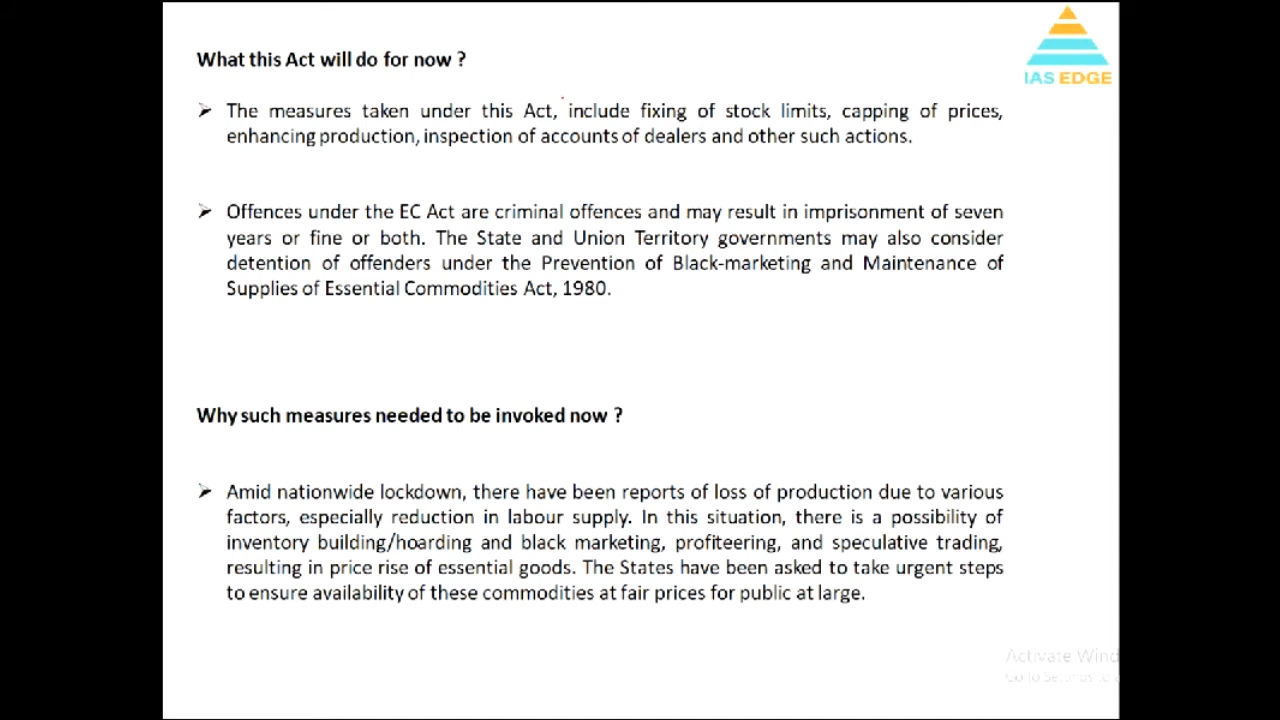 IAS EDGE
What this Act will do for now ?
➢ The measures taken under this Act, include fixing of stock limits, capping of prices,
enhancing production, inspection of accounts of dealers and other such actions.
➢ Offences under the EC Act are criminal offences and may result in imprisonment of seven
years or fine or both. The State and Union Territory governments may also consider
detention of offenders under the Prevention of Black-marketing and Maintenance of
Supplies of Essential Commodities Act, 1980.
Why such measures needed to be invoked now ?
➢ Amid nationwide lockdown, there have been reports of loss of production due to various
factors, especially reduction in labour supply. In this situation, there is a possibility of
inventory building/hoarding and black marketing, profiteering, and speculative trading,
resulting in price rise of essential goods. The States have been asked to take urgent steps
to ensure availability of these commodities at fair prices for public at large.
Activate Wind
Go to